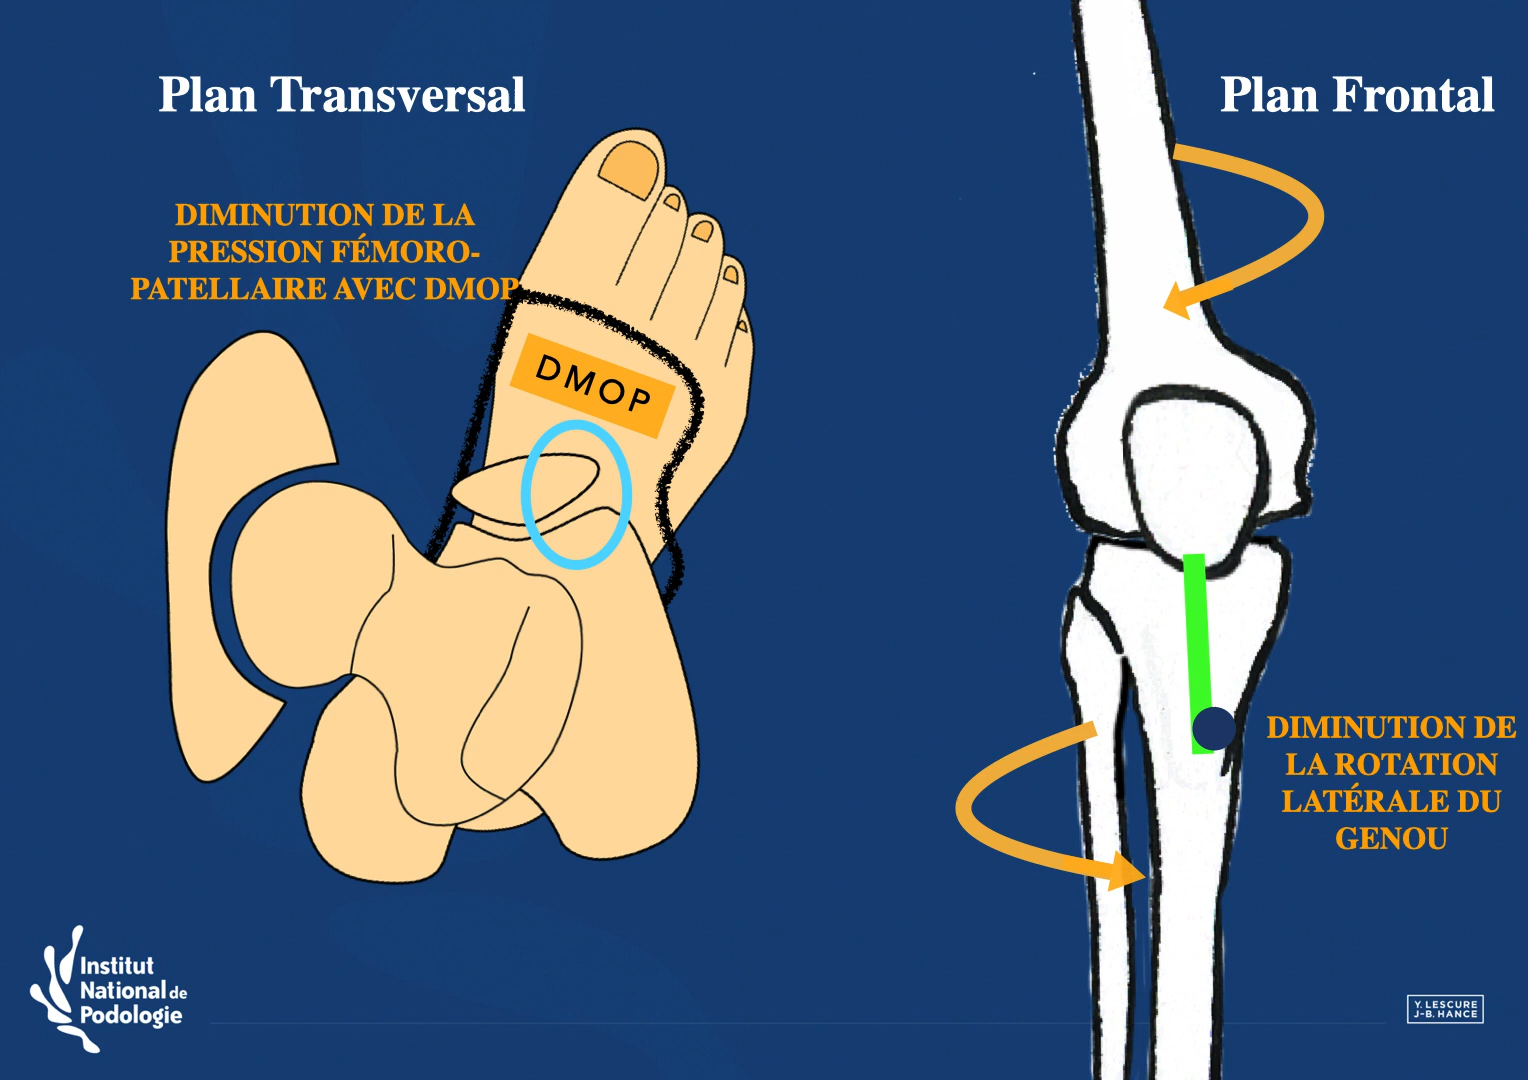 Plan Transversal
DIMINUTION DE LA
PRESSION FÉMORO-
PATELLAIRE AVEC DMOP
DMOP
Plan Frontal
DIMINUTION DE
LA ROTATION
LATÉRALE DU
GENOU
Institut
National de
Podologie
Y. LESCURE
J-B. HANCE